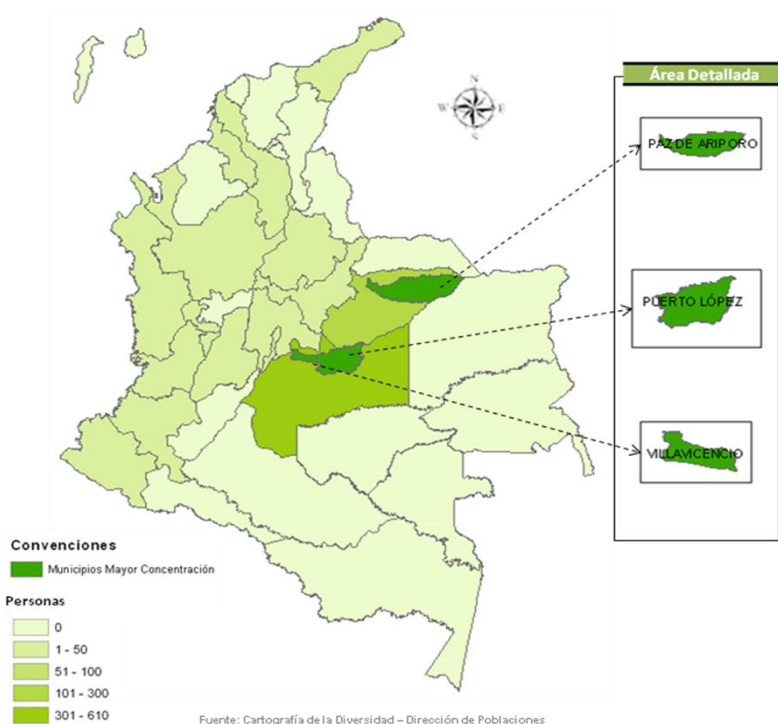 N
W E
S
Área Detallada
PAZ DE ARIPORO
PUERTO LÓPEZ
VILLAVICENCIO
Convenciones
Municipios Mayor Concentración
Personas
0
1 - 50
51 - 100
101 - 300
301 - 610
Fuente: Cartografía de la Diversidad – Dirección de Poblaciones